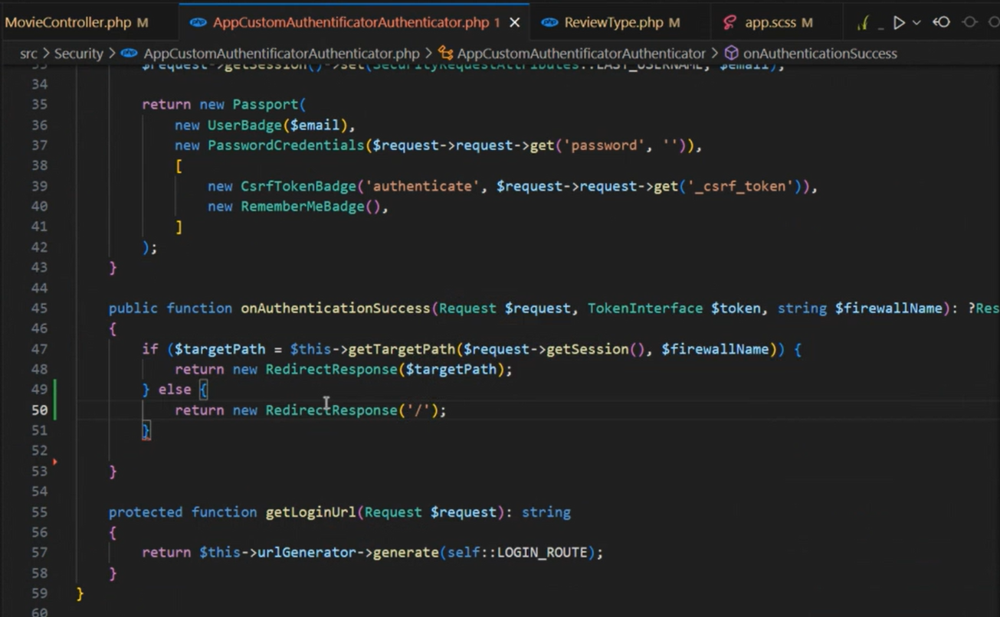 MovieController.php M
AppCustomAuthentificatorAuthenticator.php 1
ReviewType.php M
app.scss M
src > Security > AppCustomAuthentificatorAuthenticator.php > AppCustomAuthentificatorAuthenticator > onAuthenticationSuccess
33 $request->getSession()->set(SecurityRequestAttributes::LAST_USERNAME, $email);
34
35 return new Passport(
36 new UserBadge($email),
37 new PasswordCredentials($request->request->get('password', '')),
38 [
39 new CsrfTokenBadge('authenticate', $request->request->get('_csrf_token')),
40 new RememberMeBadge(),
41 ]
42 );
43 }
44
45 public function onAuthenticationSuccess(Request $request, TokenInterface $token, string $firewallName): ?Res
46 {
47 if ($targetPath = $this->getTargetPath($request->getSession(), $firewallName)) {
48 return new RedirectResponse($targetPath);
49 } else {
50 return new RedirectResponse('/');
51 }
52
53 }
54
55 protected function getLoginUrl(Request $request): string
56 {
57 return $this->urlGenerator->generate(self::LOGIN_ROUTE);
58 }
59 }
60